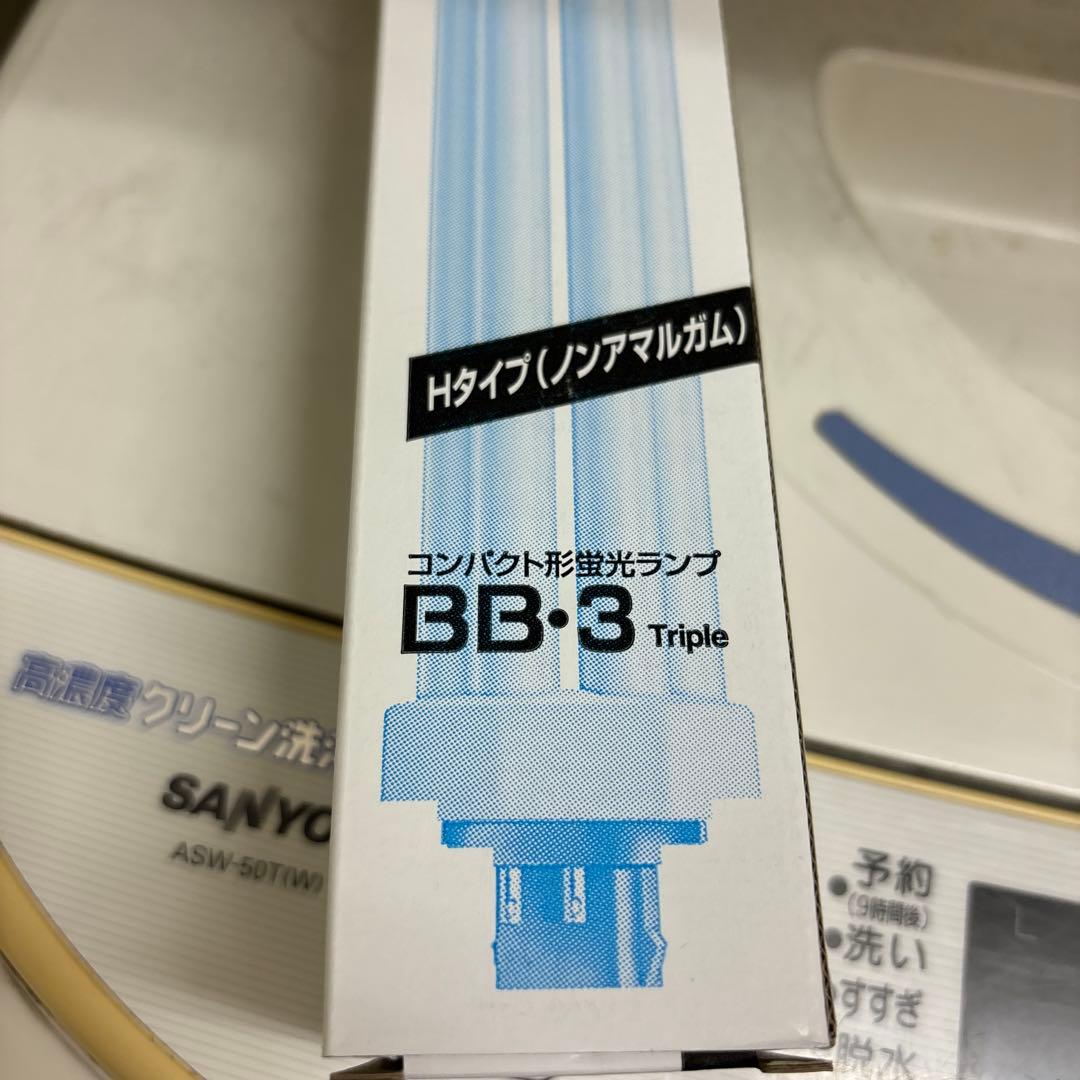 Hタイプ(ノンアマルガム)
コンパクト形蛍光ランプ
BB・3 Triple
高濃度クリーン洗
SANYO
ASW-50T(W)
予約
(9時間後)
洗い
すすぎ
脱水